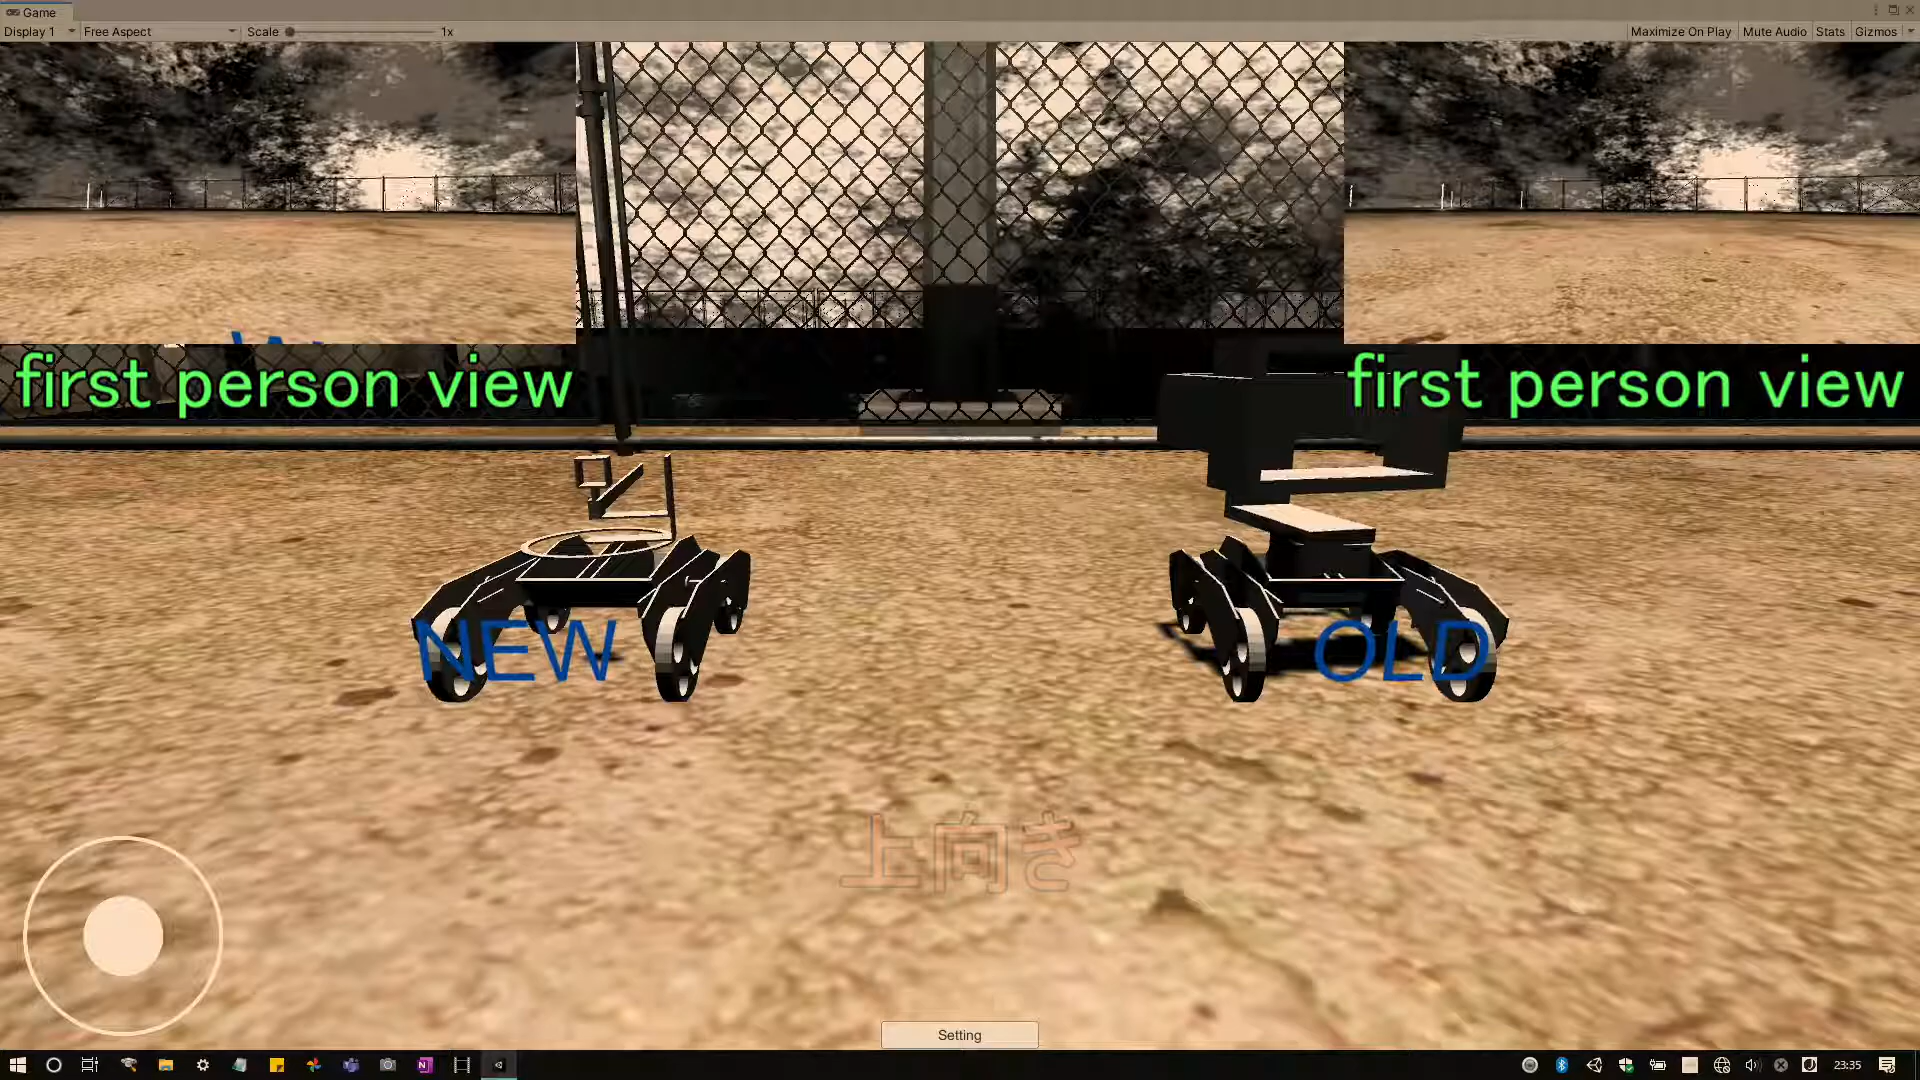 Game
Display 1 Free Aspect Scale 1x Maximize On Play Mute Audio Stats Gizmos
first person view first person view
NEW OLD
上向き
Setting
23:35